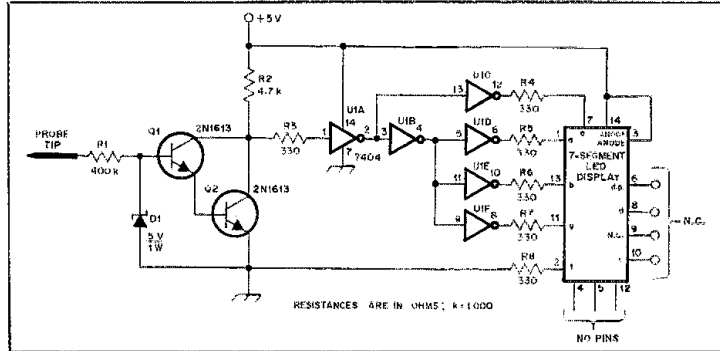 +5V
R2
4.7 k
U1A
U1C
R4
13
12
330
7
14
3
ANODE
ANODE
7-SEGMENT
LED
DISPLAY
PROBE
TIP
R1
400k
Q1
2N1613
R3
330
1
14
2
7
7404
U1B
3
4
U1D
5
6
R5
330
1
a
U1E
11
10
R6
330
13
b
U1F
9
8
R7
330
11
g
Q2
2N1613
D1
5 V
1W
R8
330
2
f
6
d.p.
8
d
9
N.C.
10
N.C.
4
5
12
NO PINS
RESISTANCES ARE IN OHMS; k=1000